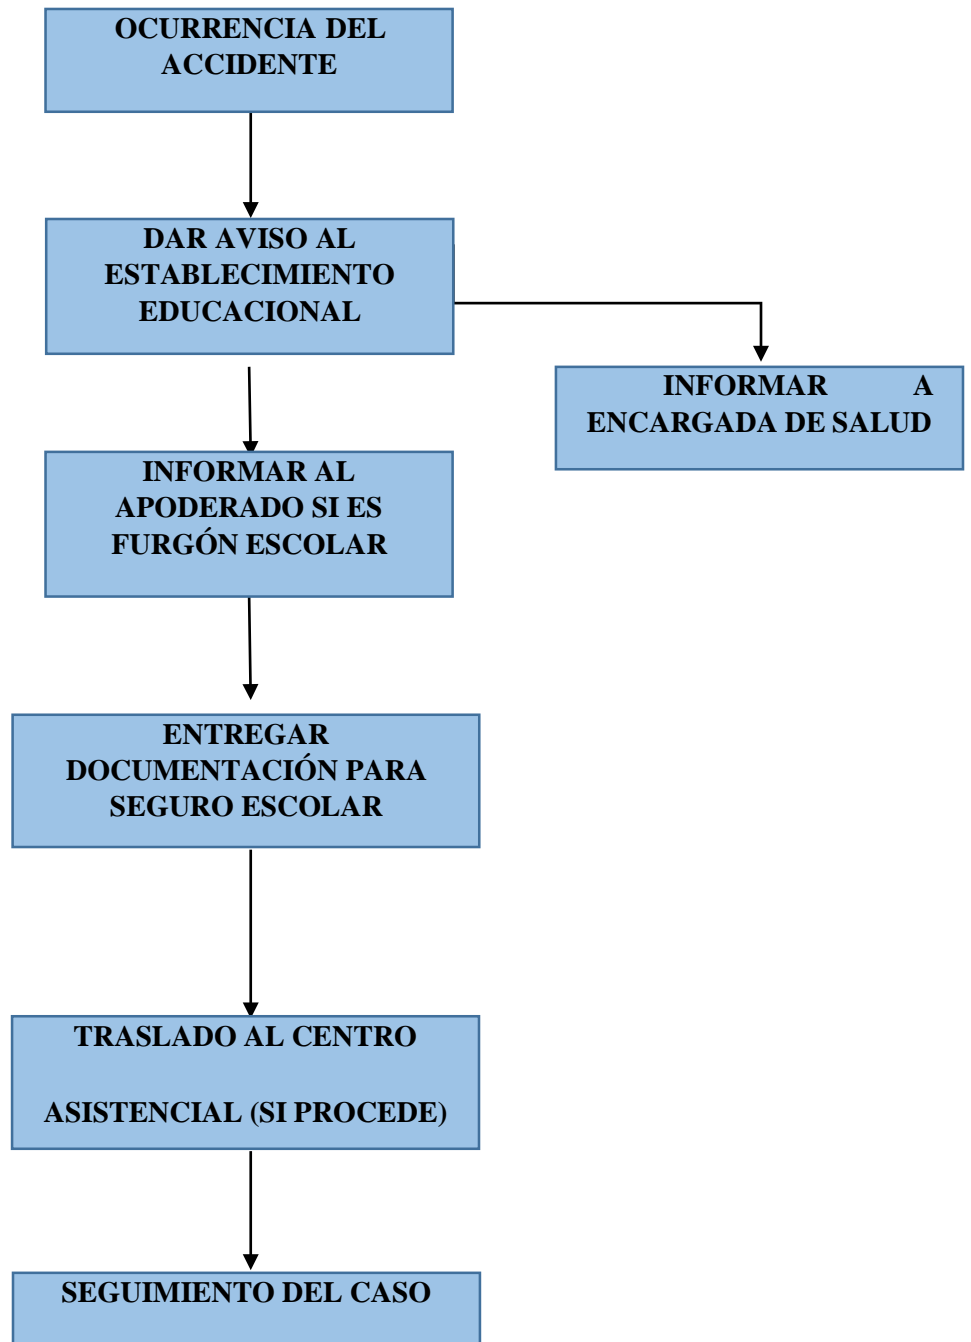 OCURRENCIA DEL
ACCIDENTE
DAR AVISO AL
ESTABLECIMIENTO
EDUCACIONAL
INFORMAR A
ENCARGADA DE SALUD
INFORMAR AL
APODERADO SI ES
FURGÓN ESCOLAR
ENTREGAR
DOCUMENTACIÓN PARA
SEGURO ESCOLAR
TRASLADO AL CENTRO
ASISTENCIAL (SI PROCEDE)
SEGUIMIENTO DEL CASO